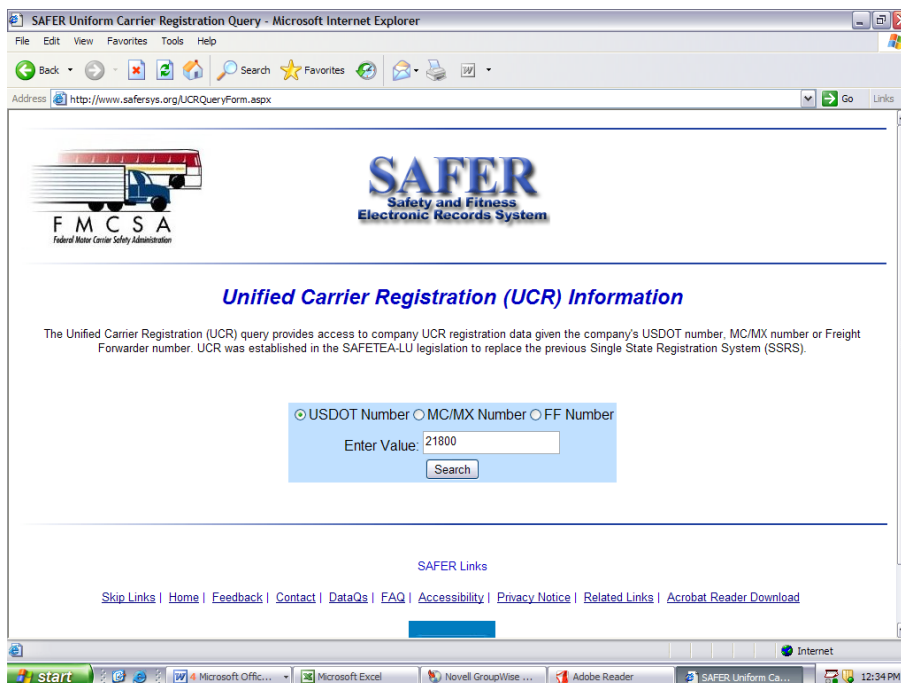 SAFER Uniform Carrier Registration Query - Microsoft Internet Explorer
File Edit View Favorites Tools Help
Back Search Favorites
Address http://www.safersys.org/UCRQueryForm.aspx Go Links
FMCSA
Federal Motor Carrier Safety Administration
SAFER
Safety and Fitness
Electronic Records System
Unified Carrier Registration (UCR) Information
The Unified Carrier Registration (UCR) query provides access to company UCR registration data given the company's USDOT number, MC/MX number or Freight
Forwarder number. UCR was established in the SAFETEA-LU legislation to replace the previous Single State Registration System (SSRS).
USDOT Number MC/MX Number FF Number
Enter Value: 21800
Search
SAFER Links
Skip Links | Home | Feedback | Contact | DataQs | FAQ | Accessibility | Privacy Notice | Related Links | Acrobat Reader Download
Internet
start 4 Microsoft Offic... Microsoft Excel Novell GroupWise ... Adobe Reader SAFER Uniform Ca... 12:34 PM